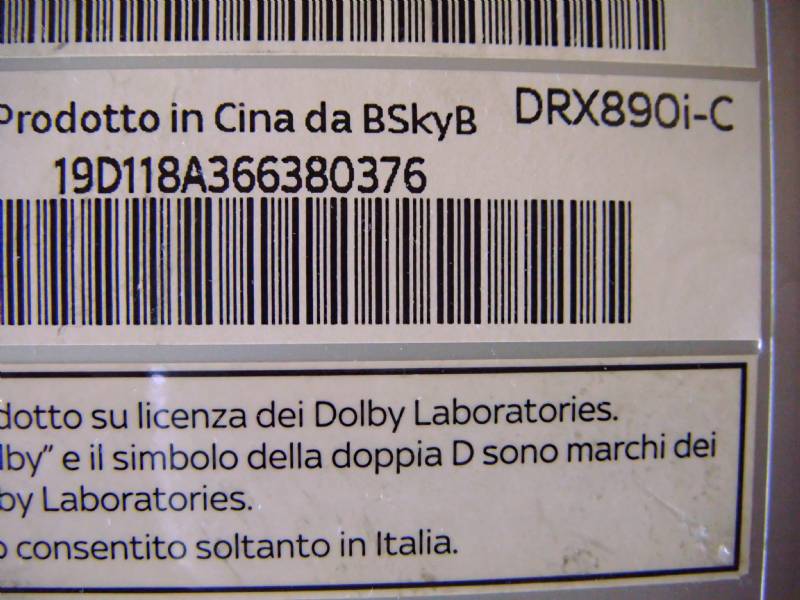 Prodotto in Cina da BSkyB DRX890i-C
19D118A366380376
dotto su licenza dei Dolby Laboratories.
lby” e il simbolo della doppia D sono marchi dei
by Laboratories.
o consentito soltanto in Italia.